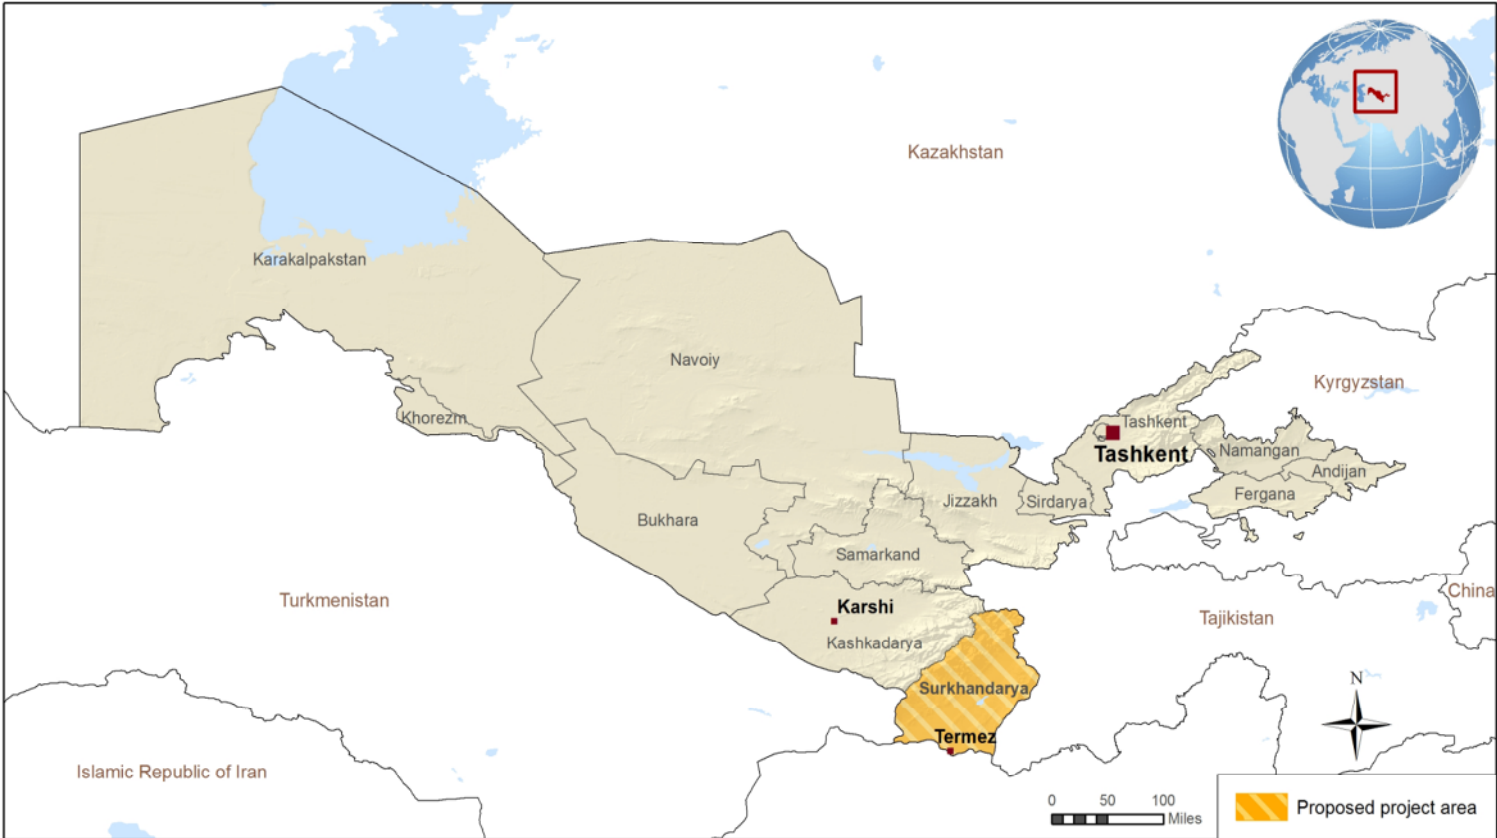 Kazakhstan
Karakalpakstan
Navoiy
Kyrgyzstan
Khorezm
Tashkent
Tashkent
Namangan
Andijan
Fergana
Jizzakh
Sirdarya
Bukhara
Samarkand
Turkmenistan
Karshi
Kashkadarya
China
Tajikistan
Surkhandarya
N
Termez
Islamic Republic of Iran
0 50 100
Miles
Proposed project area